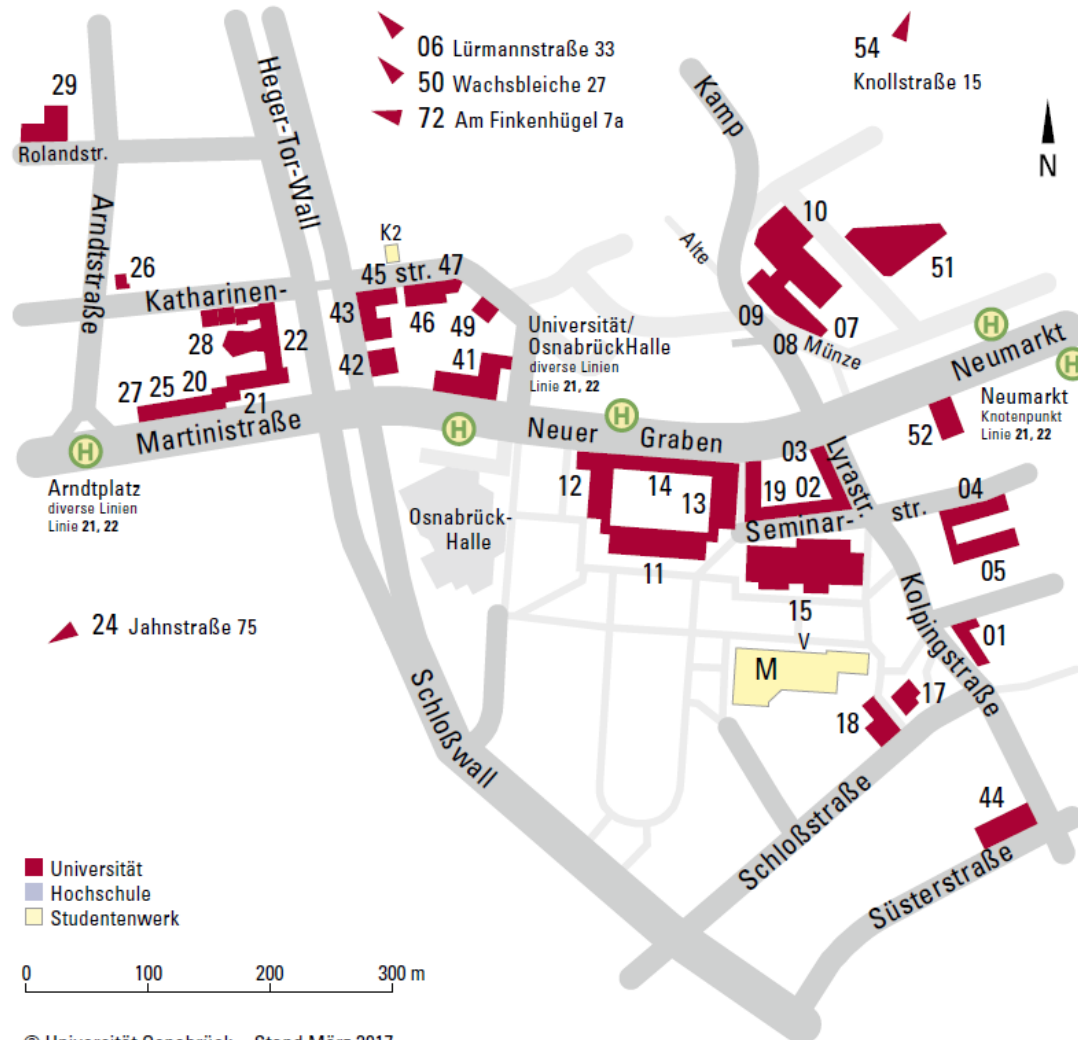 06 Lürmannstraße 33
50 Wachsbleiche 27
72 Am Finkenhügel 7a
54
Knollstraße 15
N
29
Rolandstr.
Heger-Tor-Wall
Kamp
Arndtstraße
K2
10
51
Alte
26
Katharinen-
45 str. 47
43
46
49
09
07
08 Münze
H
Neumarkt
H
Universität/
OsnabrückHalle
diverse Linien
Linie 21, 22
28
22
42
41
27 25 20
21
Martinistraße
H
Neuer
H
Graben
Neumarkt
Knotenpunkt
Linie 21, 22
52
H
Arndtplatz
diverse Linien
Linie 21, 22
Osnabrück-
Halle
12
14
13
03
19
02
Lyrastr.
04
Seminar-
str.
11
15
05
V
M
Kolpingstraße
01
17
18
24 Jahnstraße 75
Schloßwall
Schloßstraße
44
Süsterstraße
Universität
Hochschule
Studentenwerk
0 100 200 300 m
© Universität Osnabrück – Stand März 2017